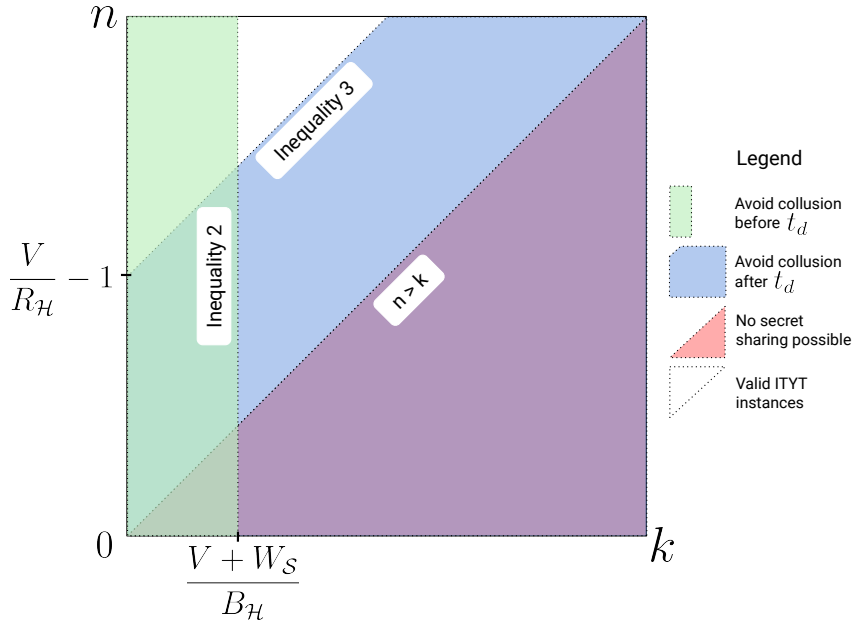 n
Inequality 3
Inequality 2
n > k
V
R_ℋ
− 1
0
V + W_𝒮
B_ℋ
k
Legend
Avoid collusion
before t_d
Avoid collusion
after t_d
No secret
sharing possible
Valid ITYT
instances